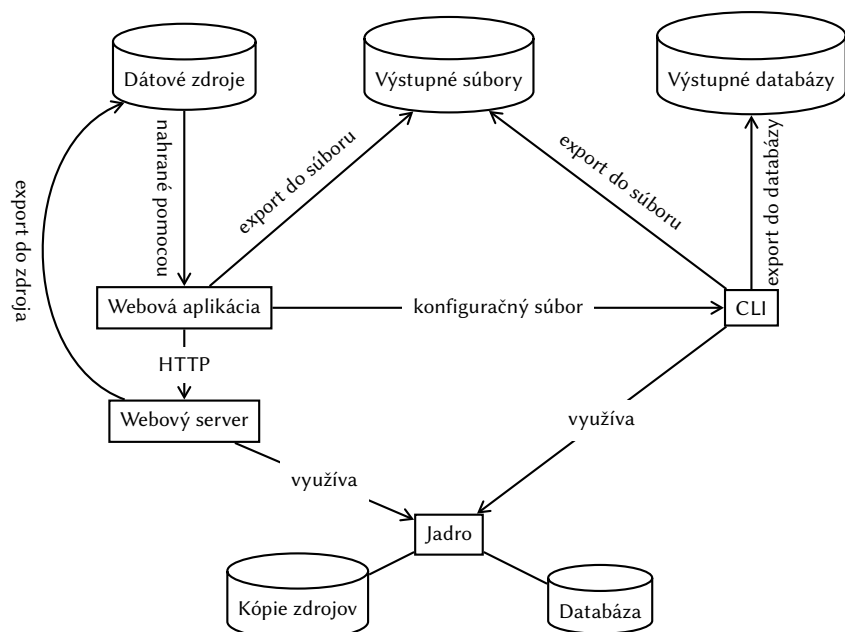 Dátové zdroje
Výstupné súbory
Výstupné databázy
nahrané pomocou
export do súboru
export do súboru
export do databázy
export do zdroja
Webová aplikácia
konfiguračný súbor
CLI
HTTP
Webový server
využíva
využíva
Jadro
Kópie zdrojov
Databáza